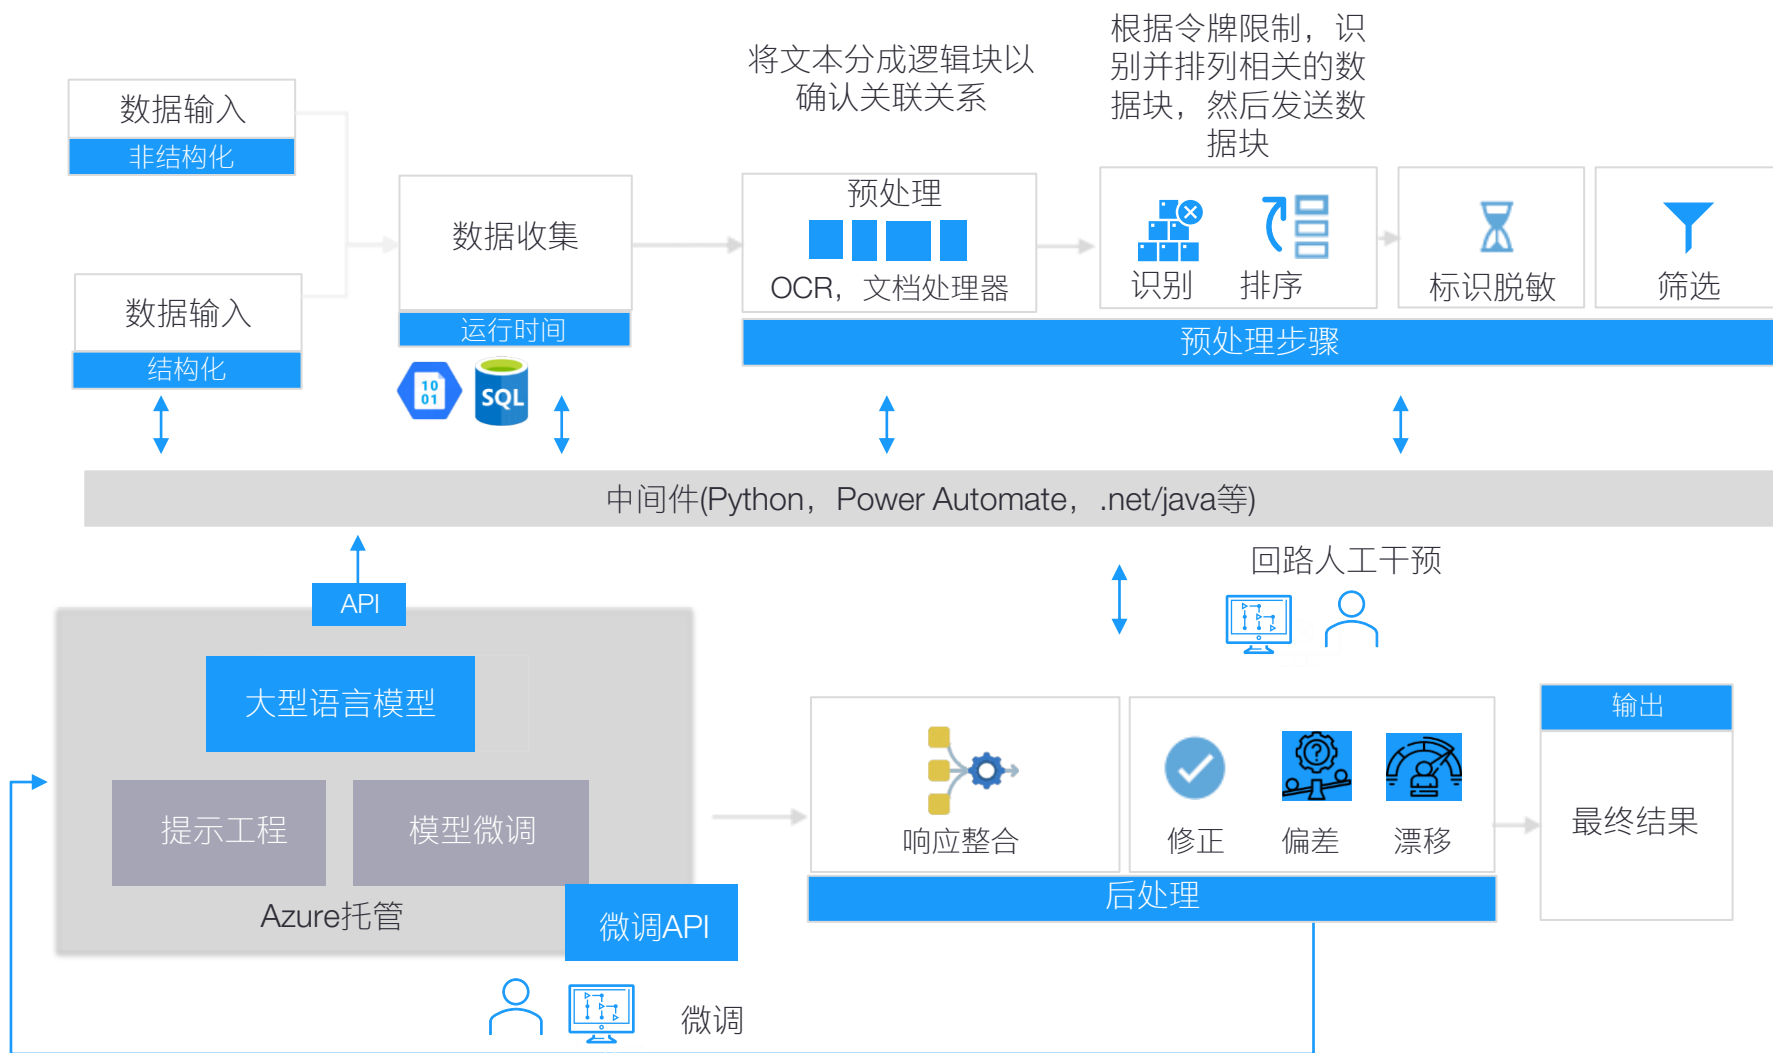 将文本分成逻辑块以
确认关联关系
根据令牌限制，识
别并排列相关的数
据块，然后发送数
据块
数据输入
非结构化
数据输入
结构化
数据收集
运行时间
10
01
SQL
预处理
OCR，文档处理器
识别
排序
标识脱敏
筛选
预处理步骤
中间件(Python，Power Automate，.net/java等)
API
大型语言模型
提示工程
模型微调
Azure托管
微调API
微调
回路人工干预
响应整合
修正
偏差
漂移
后处理
输出
最终结果